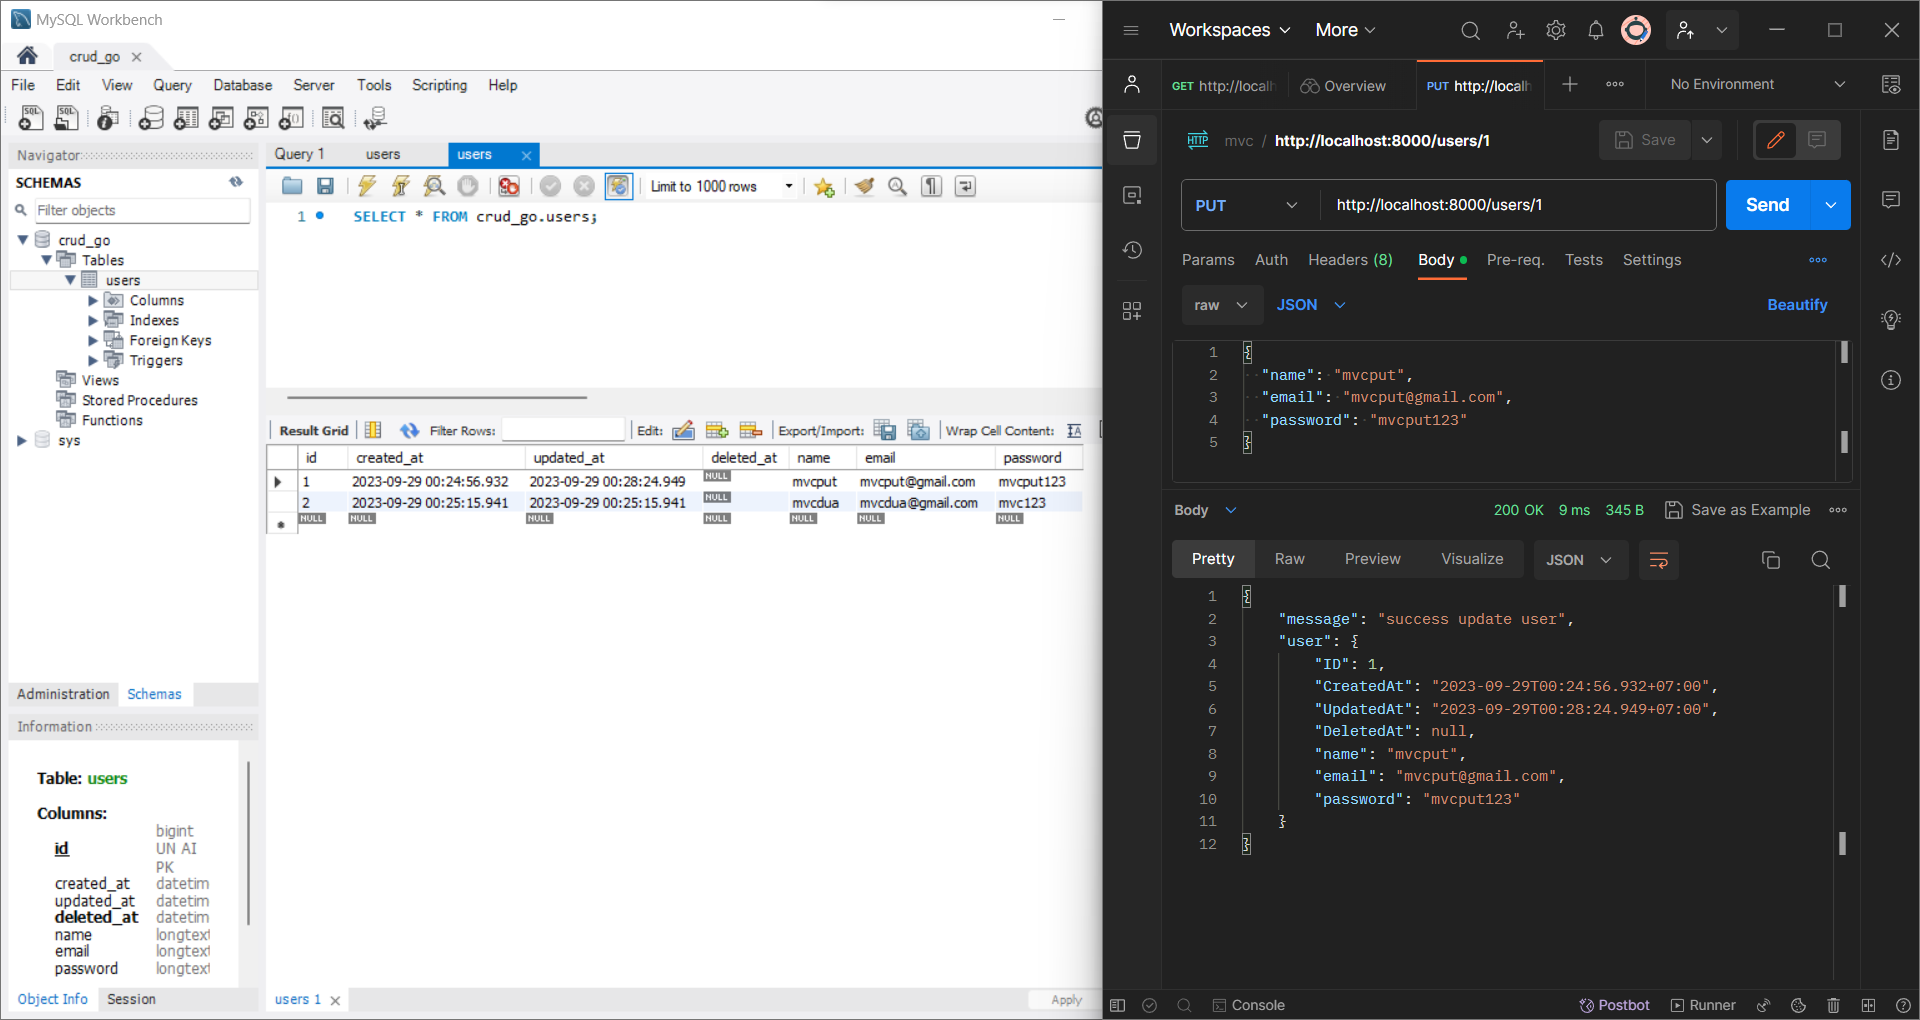 MySQL Workbench
crud_go
File Edit View Query Database Server Tools Scripting Help
Navigator
SCHEMAS
Filter objects
crud_go
Tables
users
Columns
Indexes
Foreign Keys
Triggers
Views
Stored Procedures
Functions
sys
Administration Schemas
Information
Table: users
Columns:
id bigint UN AI PK
created_at datetim
updated_at datetim
deleted_at datetim
name longtext
email longtext
password longtext
Object Info Session
Query 1 users users
Limit to 1000 rows
1 SELECT * FROM crud_go.users;
Result Grid Filter Rows: Edit: Export/Import: Wrap Cell Content:
id created_at updated_at deleted_at name email password
1 2023-09-29 00:24:56.932 2023-09-29 00:28:24.949 NULL mvcput mvcput@gmail.com mvcput123
2 2023-09-29 00:25:15.941 2023-09-29 00:25:15.941 NULL mvcdua mvcdua@gmail.com mvc123
NULL NULL NULL NULL NULL NULL NULL
users 1 Apply
Workspaces More
GET http://localh Overview PUT http://localh No Environment
HTTP mvc / http://localhost:8000/users/1 Save
PUT http://localhost:8000/users/1 Send
Params Auth Headers (8) Body Pre-req. Tests Settings
raw JSON Beautify
1 {
2 "name": "mvcput",
3 "email": "mvcput@gmail.com",
4 "password": "mvcput123"
5 }
Body 200 OK 9 ms 345 B Save as Example
Pretty Raw Preview Visualize JSON
1 {
2 "message": "success update user",
3 "user": {
4 "ID": 1,
5 "CreatedAt": "2023-09-29T00:24:56.932+07:00",
6 "UpdatedAt": "2023-09-29T00:28:24.949+07:00",
7 "DeletedAt": null,
8 "name": "mvcput",
9 "email": "mvcput@gmail.com",
10 "password": "mvcput123"
11 }
12 }
Console Postbot Runner